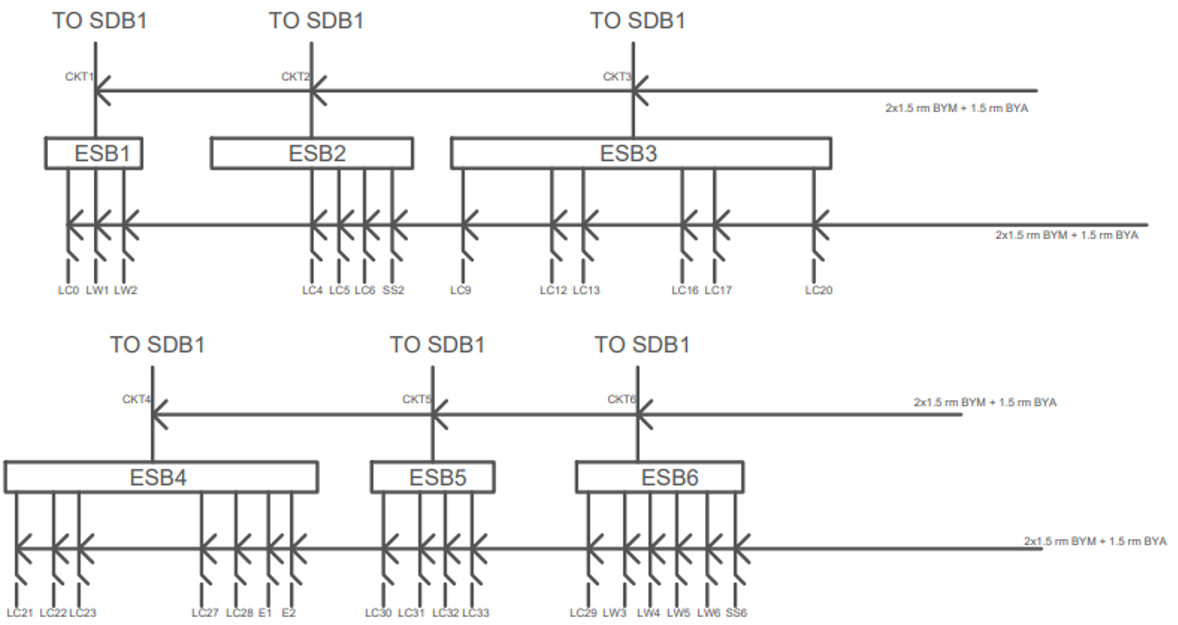 TO SDB1 TO SDB1 TO SDB1
CKT1 CKT2 CKT3
2x1.5 rm BYM + 1.5 rm BYA
ESB1 ESB2 ESB3
2x1.5 rm BYM + 1.5 rm BYA
LC0 LW1 LW2 LC4 LC5 LC6 SS2 LC9 LC12 LC13 LC16 LC17 LC20
TO SDB1 TO SDB1 TO SDB1
CKT4 CKT5 CKT6
2x1.5 rm BYM + 1.5 rm BYA
ESB4 ESB5 ESB6
2x1.5 rm BYM + 1.5 rm BYA
LC21 LC22 LC23 LC27 LC28 E1 E2 LC30 LC31 LC32 LC33 LC29 LW3 LW4 LW5 LW6 SS6